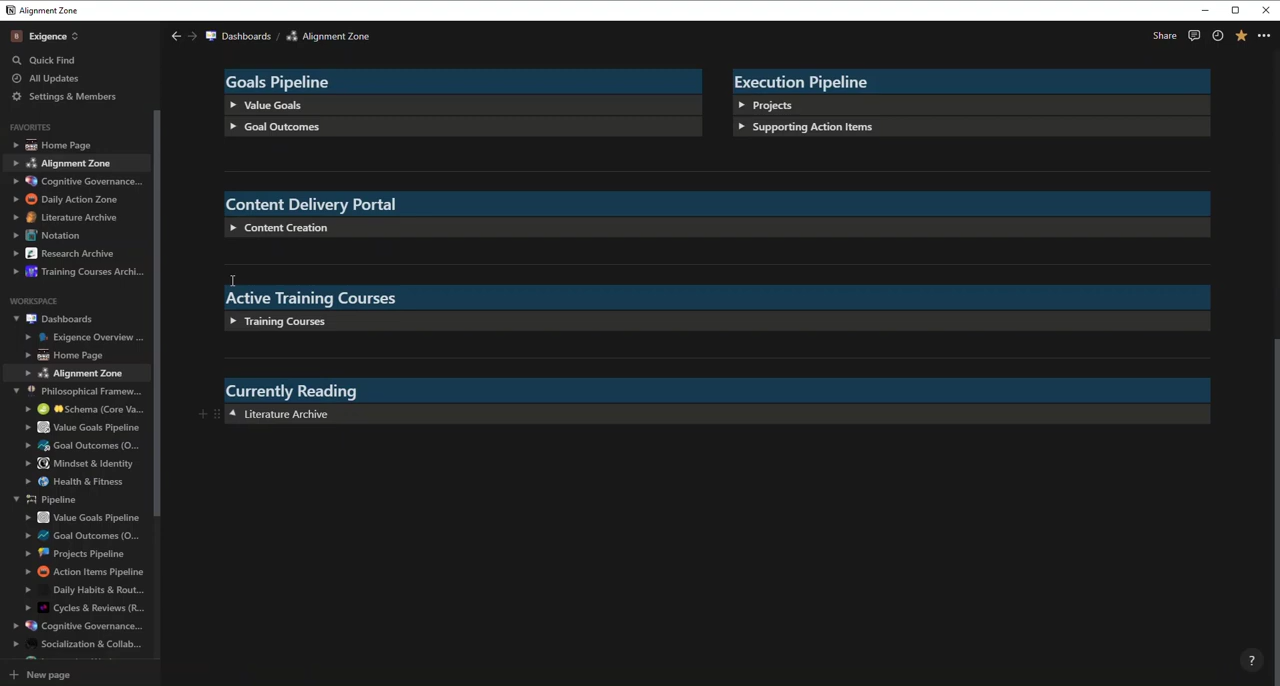 Alignment Zone
Exigence
Dashboards / Alignment Zone
Share
Quick Find
All Updates
Settings & Members
FAVORITES
Home Page
Alignment Zone
Cognitive Governance...
Daily Action Zone
Literature Archive
Notation
Research Archive
Training Courses Archi...
WORKSPACE
Dashboards
Exigence Overview ...
Home Page
Alignment Zone
Philosophical Framew...
Schema (Core Va...
Value Goals Pipeline
Goal Outcomes (O...
Mindset & Identity
Health & Fitness
Pipeline
Value Goals Pipeline
Goal Outcomes (O...
Projects Pipeline
Action Items Pipeline
Daily Habits & Rout...
Cycles & Reviews (R...
Cognitive Governance...
Socialization & Collab...
New page
Goals Pipeline
Value Goals
Goal Outcomes
Execution Pipeline
Projects
Supporting Action Items
Content Delivery Portal
Content Creation
Active Training Courses
Training Courses
Currently Reading
Literature Archive
?